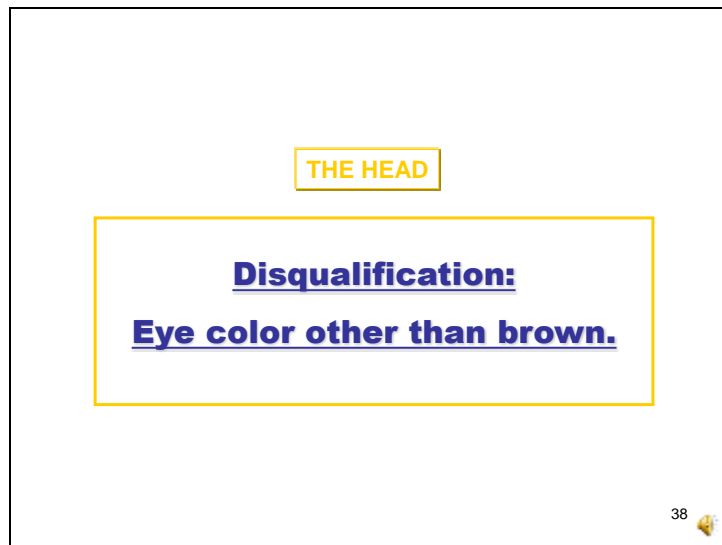 THE HEAD
Disqualification:
Eye color other than brown.
38